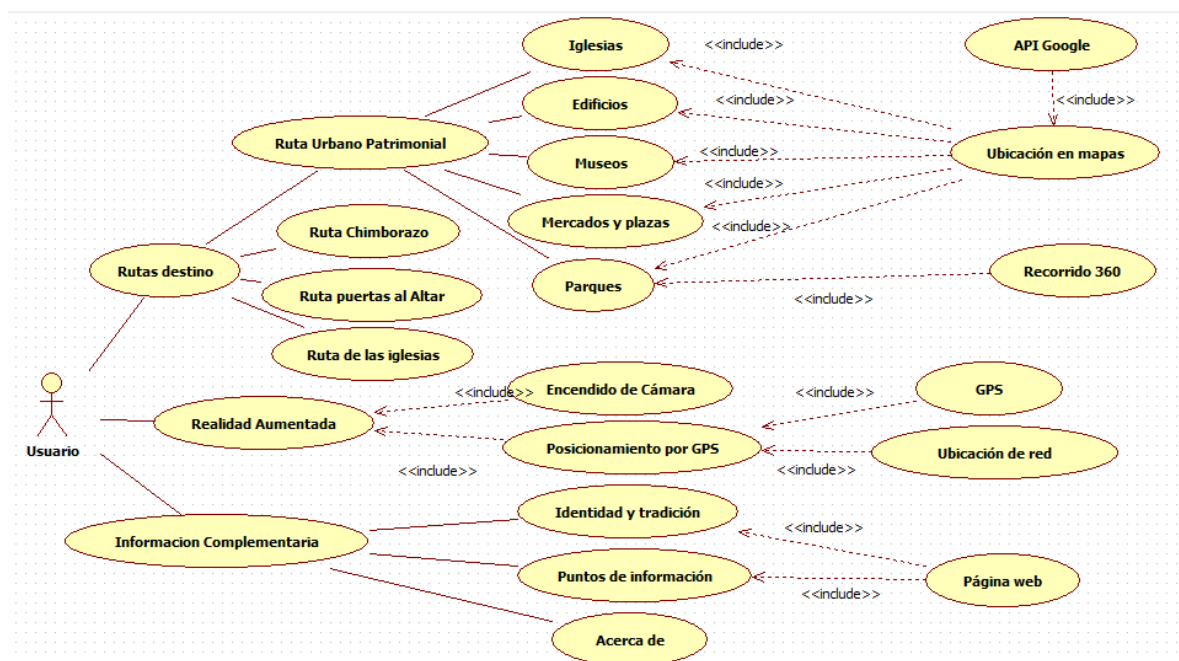 Iglesias
<<include>>
API Google
Edificios
<<include>>
<<include>>
Ruta Urbano Patrimonial
<<include>>
Ubicación en mapas
Museos
<<include>>
Mercados y plazas
<<include>>
Ruta Chimborazo
Rutas destino
Recorrido 360
Parques
Ruta puertas al Altar
<<include>>
Ruta de las iglesias
Encendido de Cámara
<<include>>
<<include>>
GPS
Realidad Aumentada
Usuario
Posicionamiento por GPS
Ubicación de red
<<include>>
<<include>>
Identidad y tradición
<<include>>
Informacion Complementaria
Puntos de información
Página web
<<include>>
Acerca de